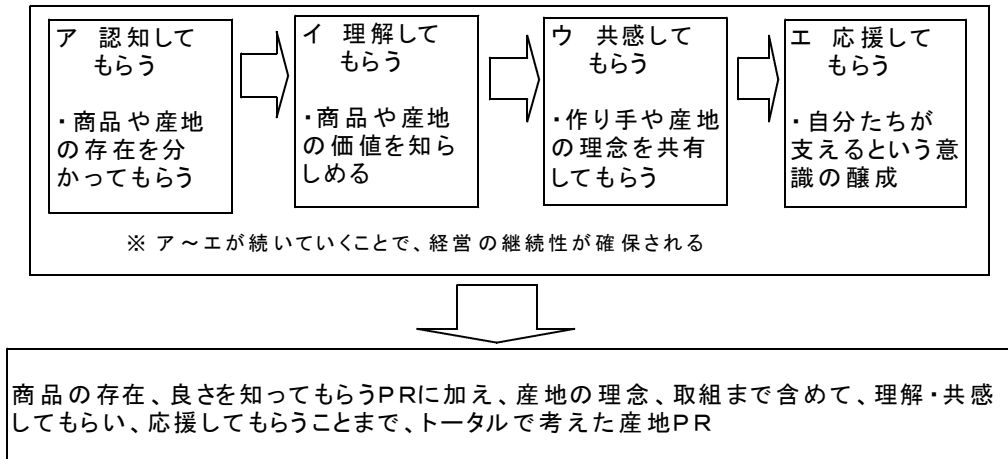 ア 認知して
もらう
・商品や産地
の存在を分
かってもらう
イ 理解して
もらう
・商品や産地
の価値を知ら
しめる
ウ 共感して
もらう
・作り手や産地
の理念を共有
してもらう
エ 応援して
もらう
・自分たちが
支えるという意
識の醸成
※ ア～エが続いていくことで、経営の継続性が確保される
商品の存在、良さを知ってもらうPRに加え、産地の理念、取組まで含めて、理解・共感
してもらい、応援してもらうことまで、トータルで考えた産地PR